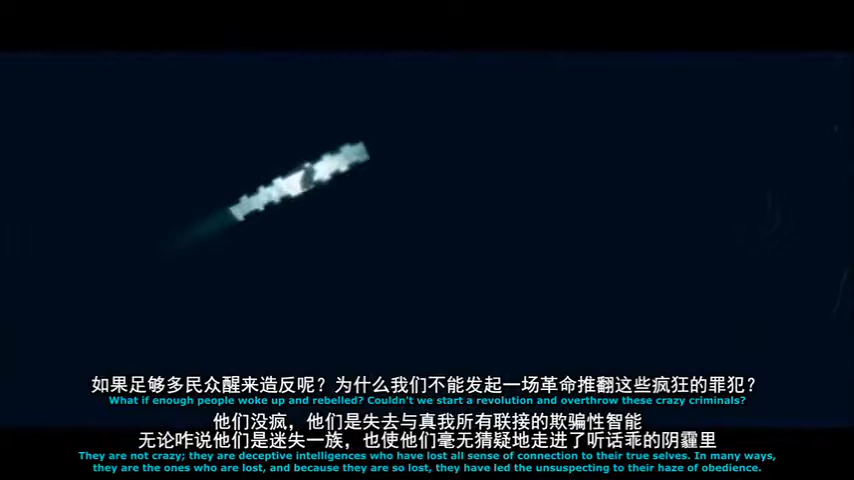 如果足够多民众醒来造反呢？为什么我们不能发起一场革命推翻这些疯狂的罪犯？
What if enough people woke up and rebelled? Couldn't we start a revolution and overthrow these crazy criminals?
他们没疯，他们是失去与真我所有联接的欺骗性智能
无论咋说他们是迷失一族，也使他们毫无猜疑地走进了听话乖的阴霾里
They are not crazy; they are deceptive intelligences who have lost all sense of connection to their true selves. In many ways,
they are the ones who are lost, and because they are so lost, they have led the unsuspecting to their haze of obedience.